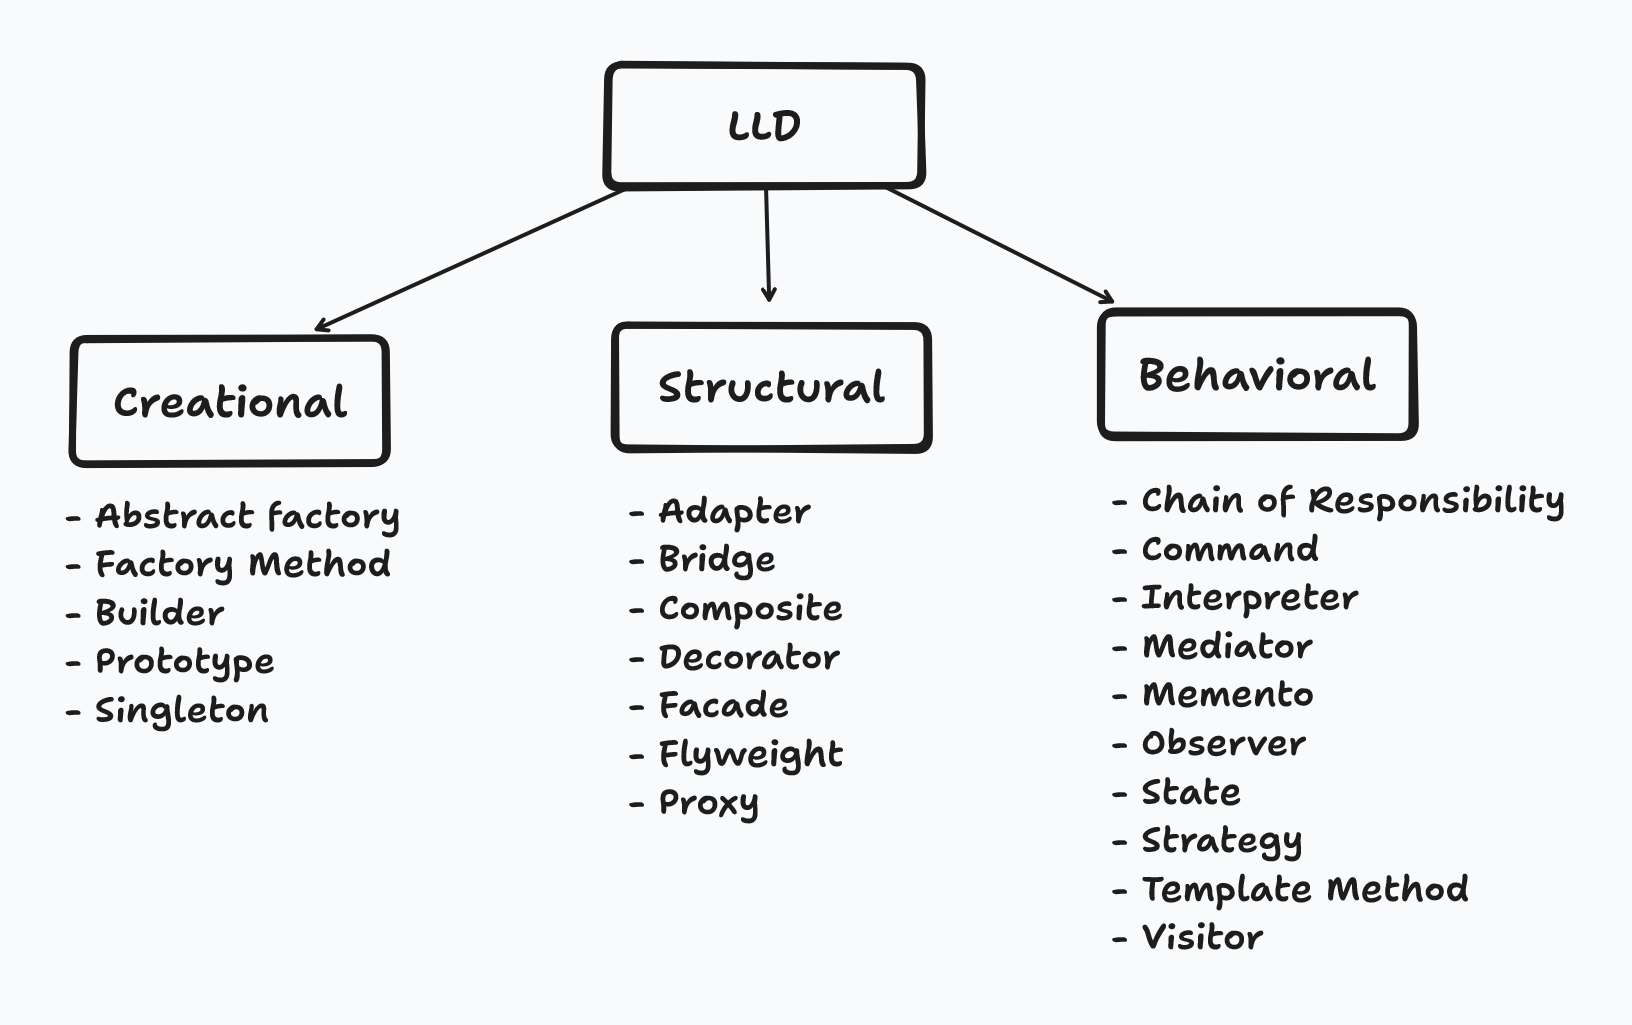 LLD
Creational
- Abstract factory
- Factory Method
- Builder
- Prototype
- Singleton
Structural
- Adapter
- Bridge
- Composite
- Decorator
- Facade
- Flyweight
- Proxy
Behavioral
- Chain of Responsibility
- Command
- Interpreter
- Mediator
- Memento
- Observer
- State
- Strategy
- Template Method
- Visitor